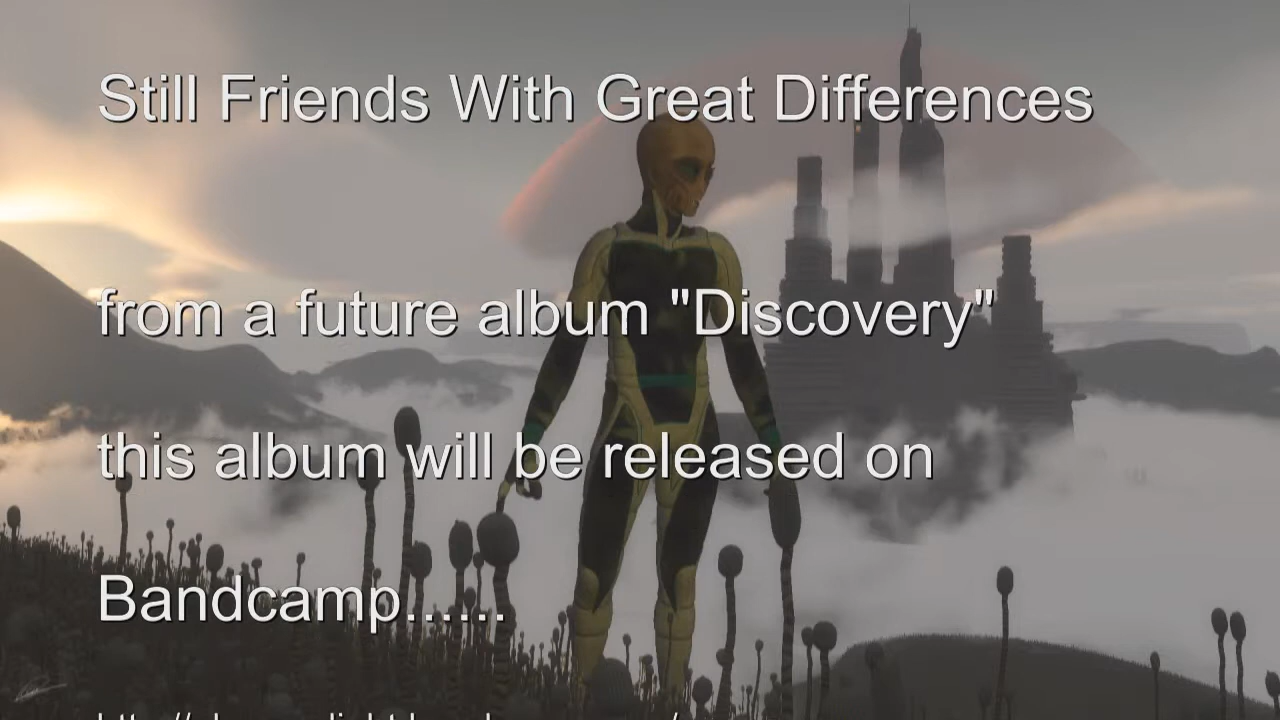 Still Friends With Great Differences
from a future album "Discovery"
this album will be released on
Bandcamp......